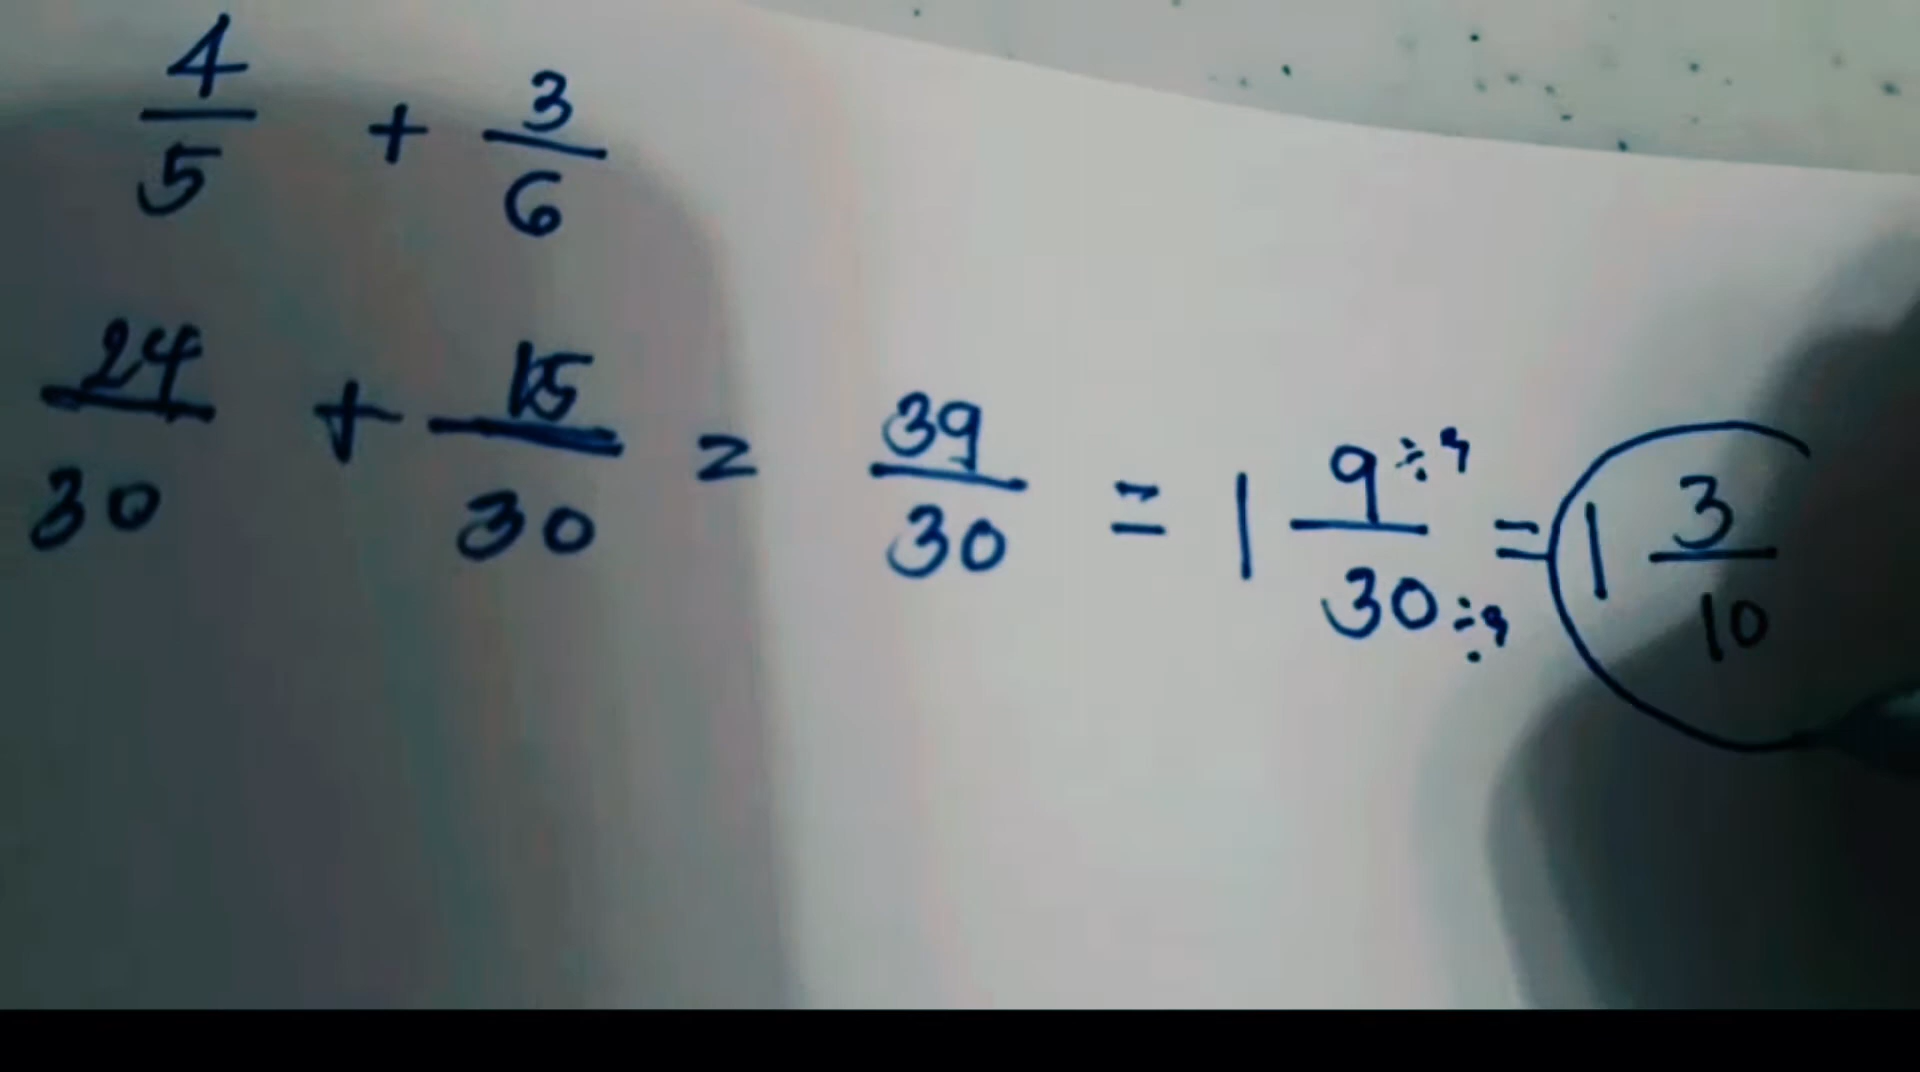 4/5 + 3/6
24/30 + 15/30 = 39/30 = 1 9÷3/30÷3 = 1 3/10